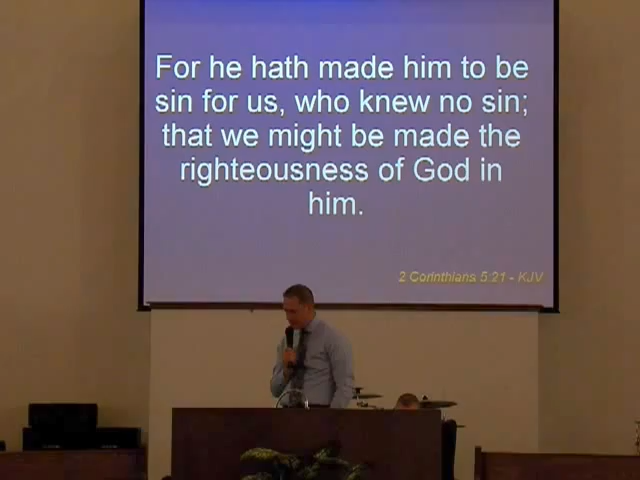 For he hath made him to be
sin for us, who knew no sin;
that we might be made the
righteousness of God in
him.
2 Corinthians 5:21 - KJV